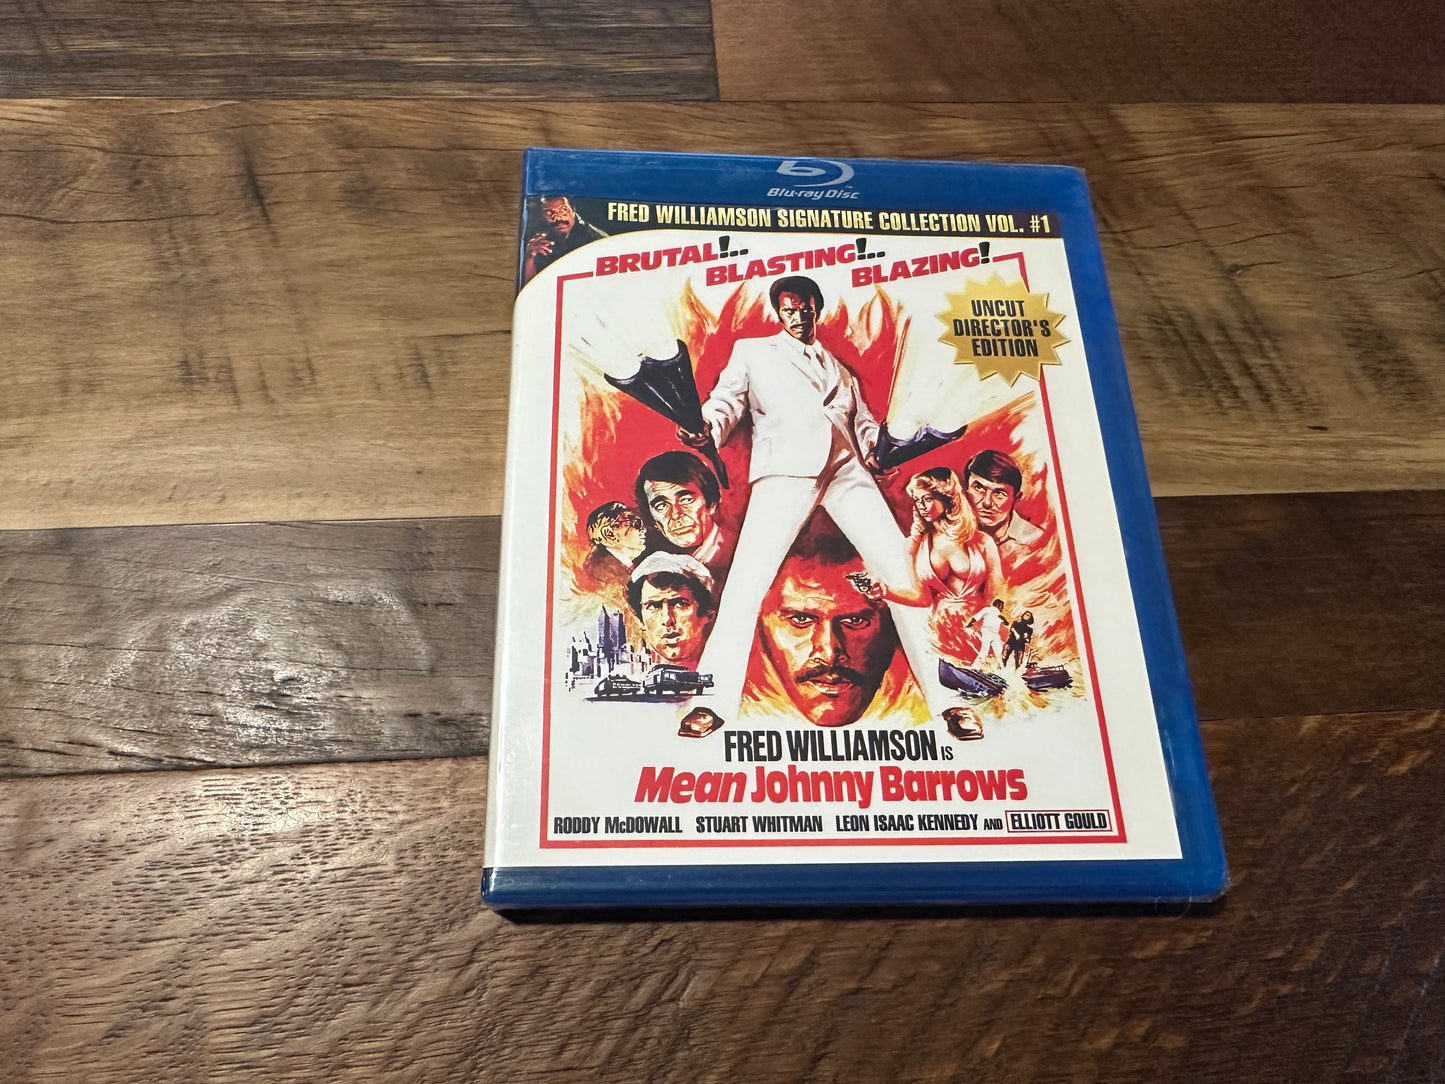 Blu-ray Disc
FRED WILLIAMSON SIGNATURE COLLECTION VOL. #1
BRUTAL!.. BLASTING!.. BLAZING!
UNCUT
DIRECTOR'S
EDITION
FRED WILLIAMSON IS
Mean Johnny Barrows
RODDY McDOWALL STUART WHITMAN LEON ISAAC KENNEDY AND ELLIOTT GOULD